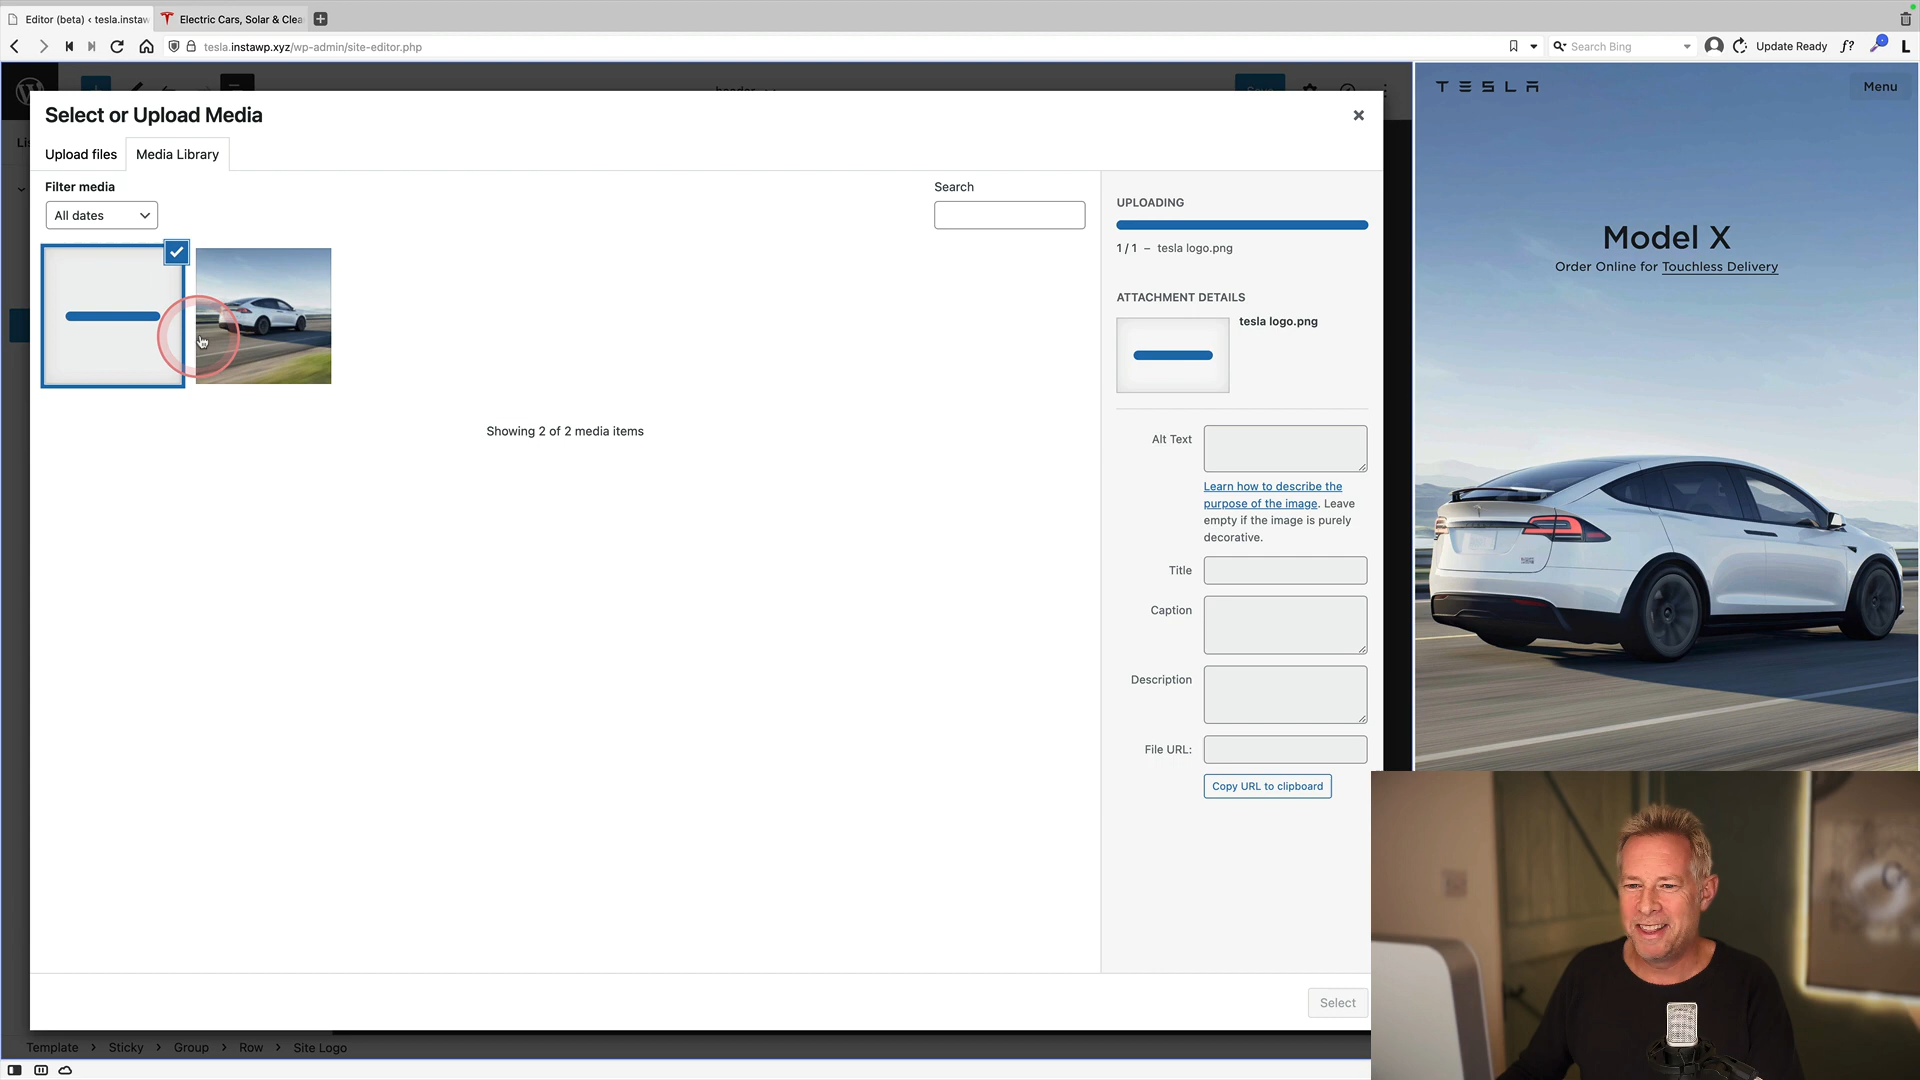 Editor (beta) ‹ tesla.instaw
Electric Cars, Solar & Clea
tesla.instawp.xyz/wp-admin/site-editor.php
Search Bing
Update Ready
f?
L
TESLA
Menu
Select or Upload Media
Upload files
Media Library
Filter media
All dates
Search
UPLOADING
1 / 1 – tesla logo.png
ATTACHMENT DETAILS
tesla logo.png
Showing 2 of 2 media items
Alt Text
Learn how to describe the
purpose of the image. Leave
empty if the image is purely
decorative.
Title
Caption
Description
File URL:
Copy URL to clipboard
Select
Model X
Order Online for Touchless Delivery
Template > Sticky > Group > Row > Site Logo